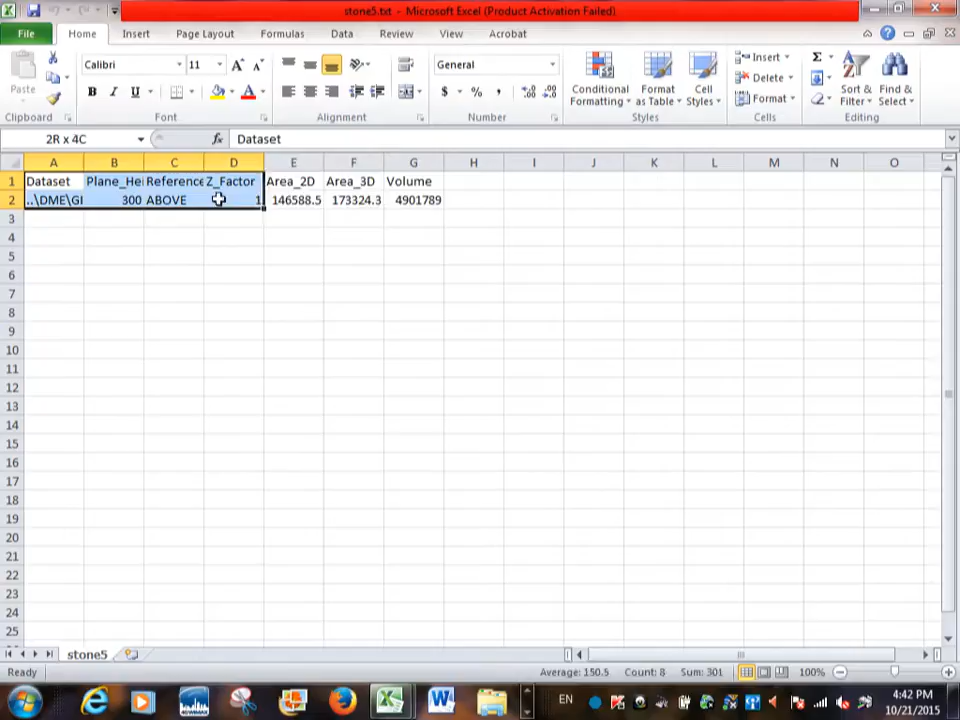 stone5.txt - Microsoft Excel (Product Activation Failed)
File Home Insert Page Layout Formulas Data Review View Acrobat
Paste
Calibri 11
General
Conditional Formatting
Format as Table
Cell Styles
Insert
Delete
Format
Sort & Filter
Find & Select
Clipboard Font Alignment Number Styles Cells Editing
2R x 4C fx Dataset
A B C D E F G H I J K L M N O
1 Dataset Plane_Hei Reference Z_Factor Area_2D Area_3D Volume
2 ..\DME\GI 300 ABOVE 1 146588.5 173324.3 4901789
3
4
5
6
7
8
9
10
11
12
13
14
15
16
17
18
19
20
21
22
23
24
25
stone5
Ready Average: 150.5 Count: 8 Sum: 301 100%
EN 4:42 PM
10/21/2015